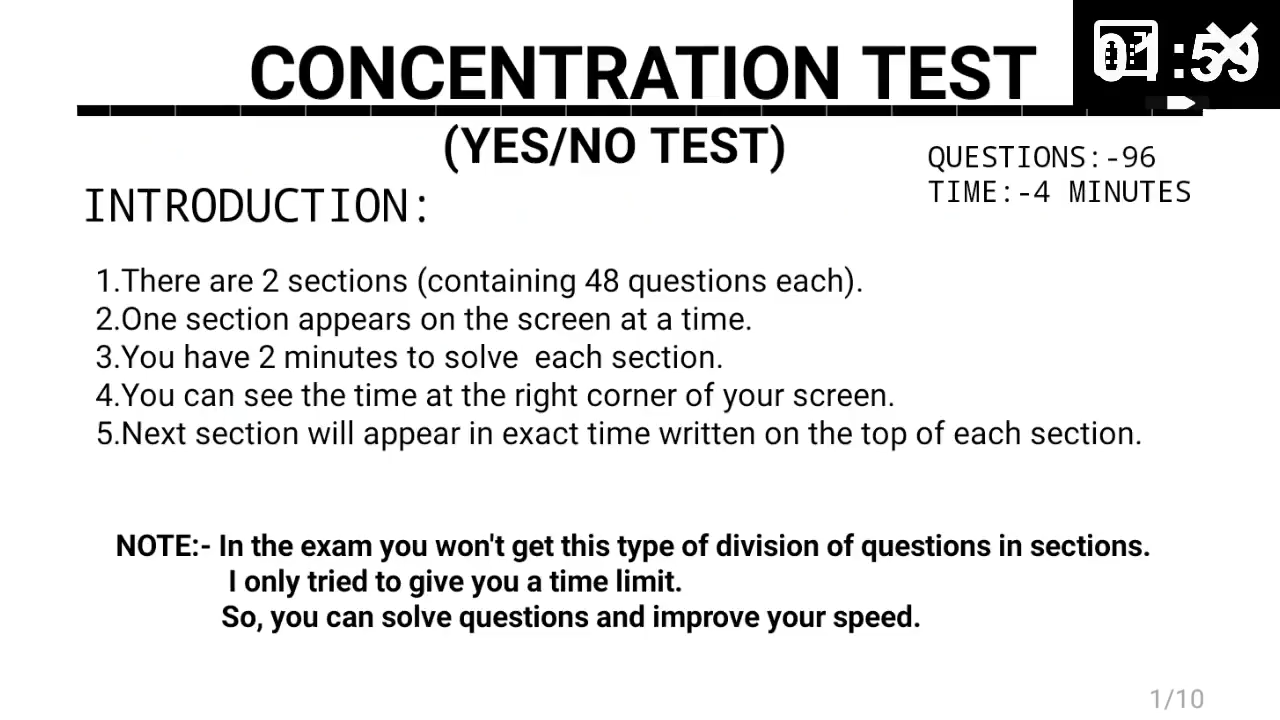 CONCENTRATION TEST
01:59
(YES/NO TEST)
QUESTIONS:-96
TIME:-4 MINUTES
INTRODUCTION:
1.There are 2 sections (containing 48 questions each).
2.One section appears on the screen at a time.
3.You have 2 minutes to solve  each section.
4.You can see the time at the right corner of your screen.
5.Next section will appear in exact time written on the top of each section.
NOTE:- In the exam you won't get this type of division of questions in sections.
I only tried to give you a time limit.
So, you can solve questions and improve your speed.
1/10